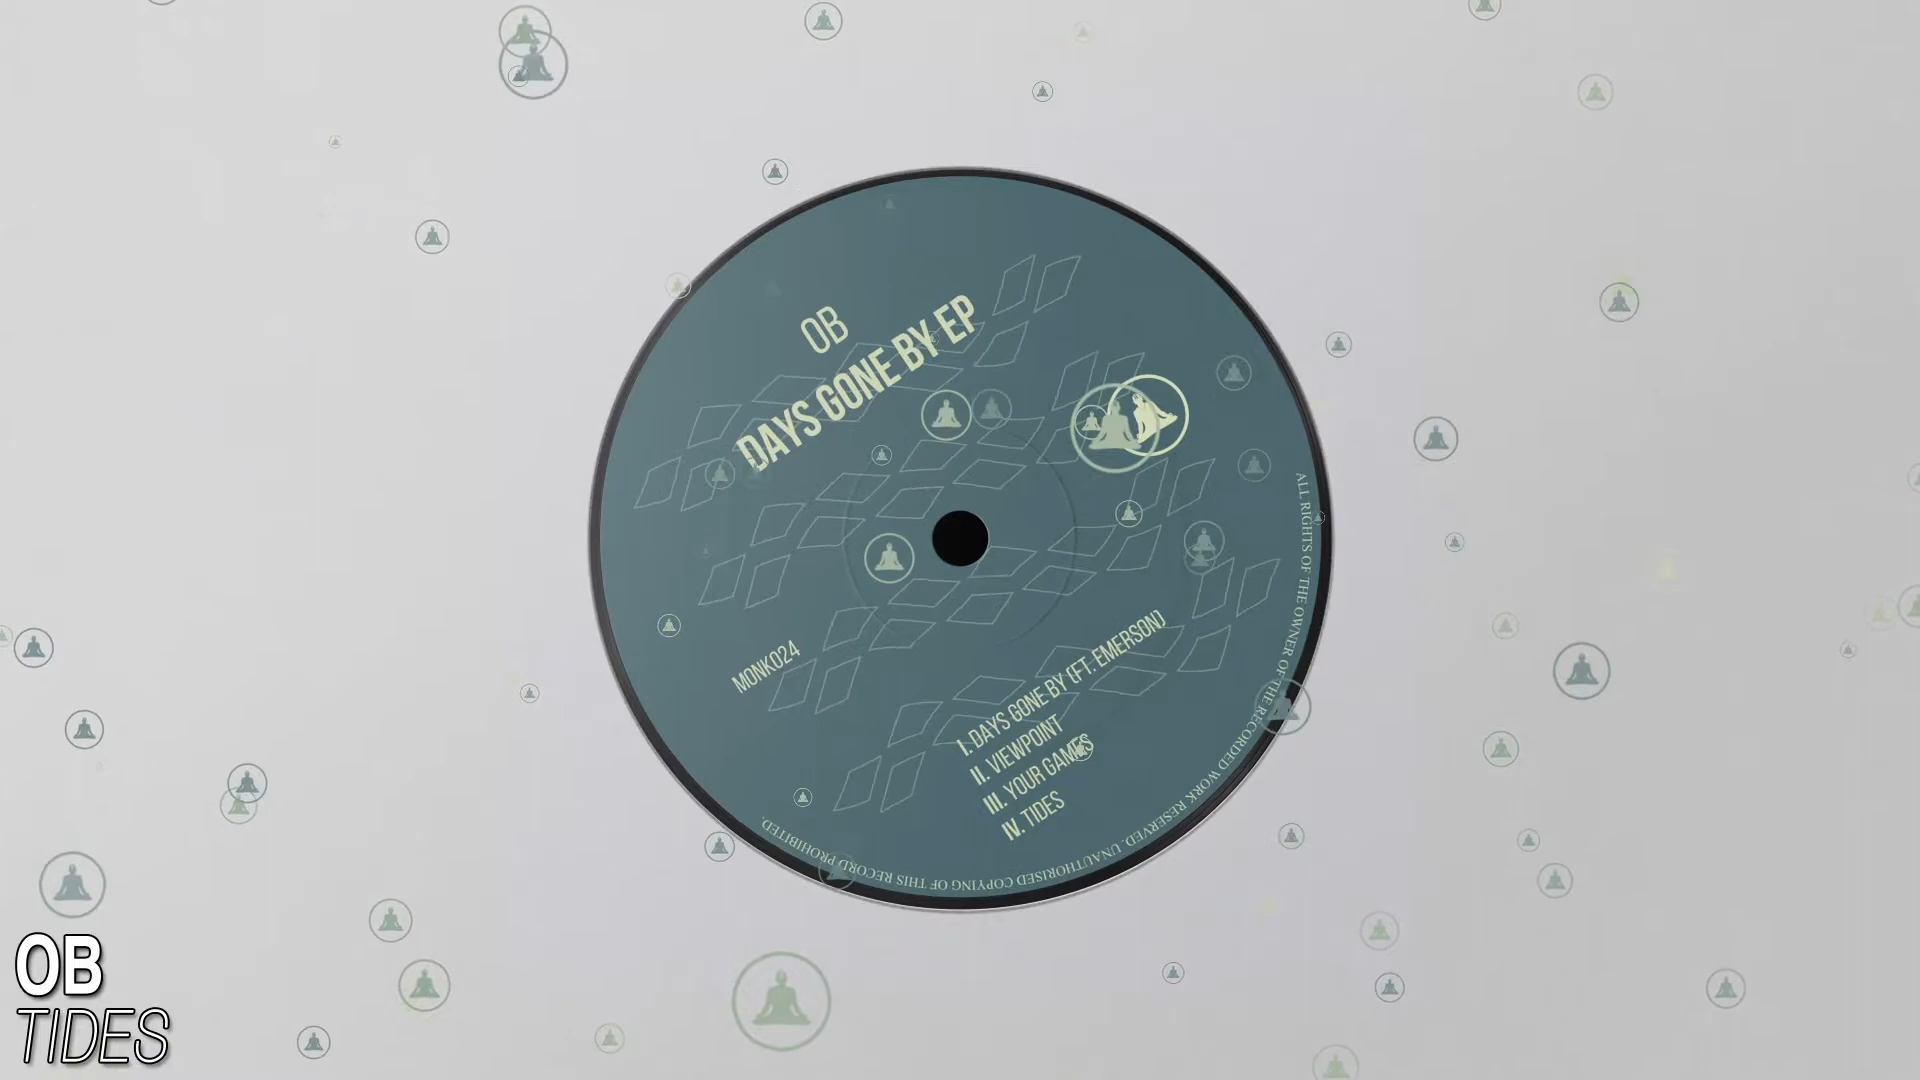 OB
DAYS GONE BY EP
MONK024
I. DAYS GONE BY (FT. EMERSON)
II. VIEWPOINT
III. YOUR GAMES
IV. TIDES
ALL RIGHTS OF THE OWNER OF THE RECORDED WORK RESERVED. UNAUTHORISED COPYING OF THIS RECORD PROHIBITED.
OB
TIDES